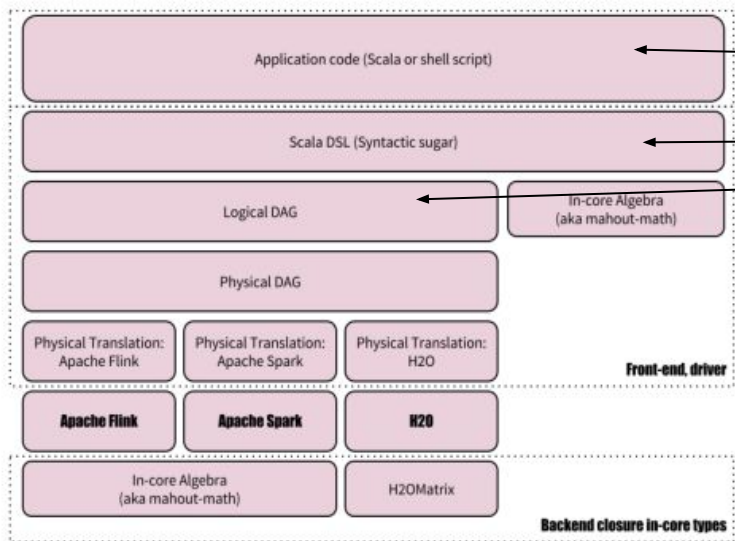 Application code (Scala or shell script)
Scala DSL (Syntactic sugar)
Logical DAG
In-core Algebra
(aka mahout-math)
Physical DAG
Physical Translation:
Apache Flink
Physical Translation:
Apache Spark
Physical Translation:
H2O
Front-end, driver
Apache Flink
Apache Spark
H2O
In-core Algebra
(aka mahout-math)
H2OMatrix
Backend closure in-core types